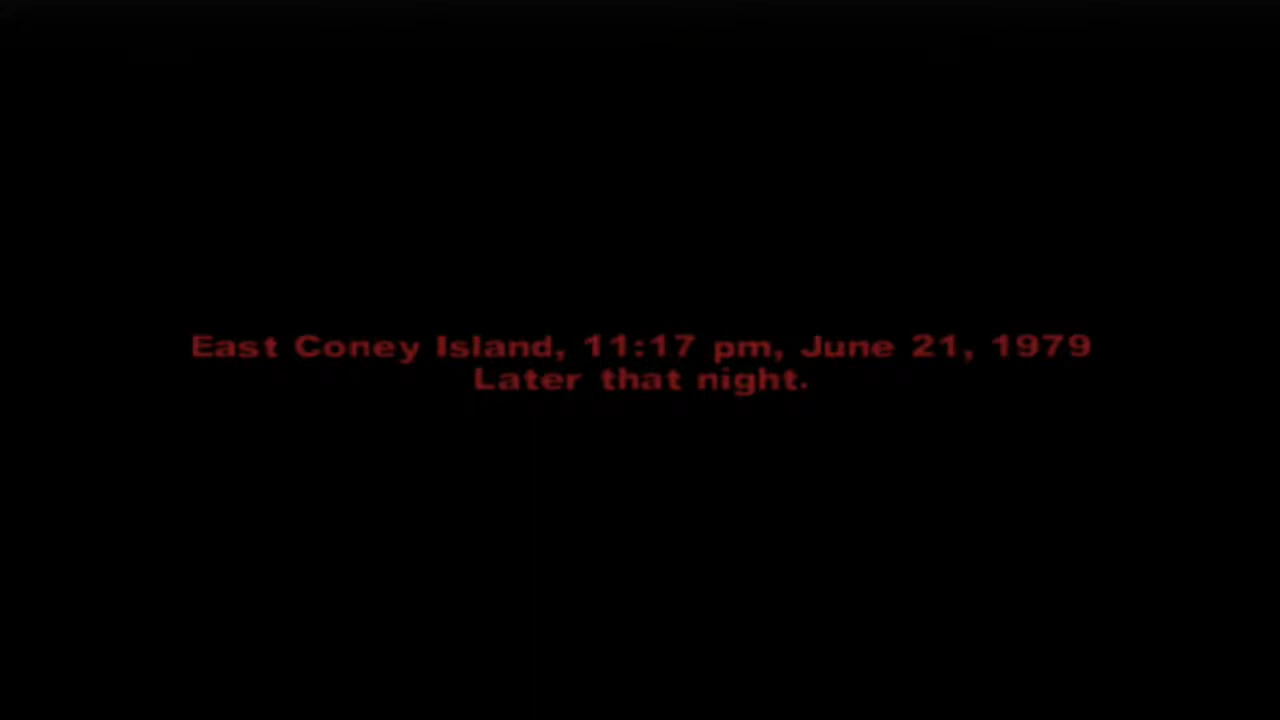 East Coney Island, 11:17 pm, June 21, 1979
Later that night.